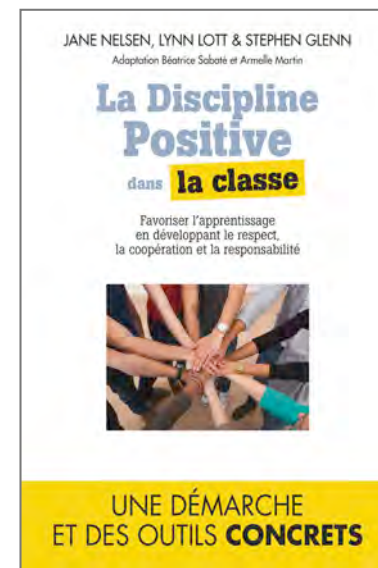 JANE NELSEN, LYNN LOTT & STEPHEN GLENN
Adaptation Béatrice Sabaté et Armelle Martin
La Discipline
Positive
dans la classe
Favoriser l'apprentissage
en développant le respect,
la coopération et la responsabilité
UNE DÉMARCHE
ET DES OUTILS CONCRETS